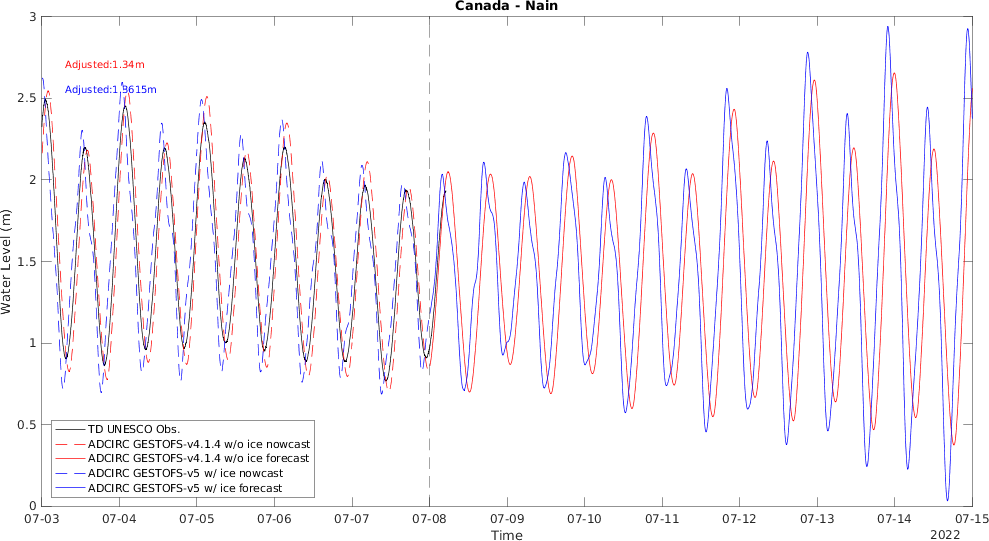 Canada - Nain
3
2.5
2
1.5
1
0.5
0
Water Level (m)
Adjusted:1.34m
Adjusted:1.3615m
TD UNESCO Obs.
ADCIRC GESTOFS-v4.1.4 w/o ice nowcast
ADCIRC GESTOFS-v4.1.4 w/o ice forecast
ADCIRC GESTOFS-v5 w/ ice nowcast
ADCIRC GESTOFS-v5 w/ ice forecast
07-03 07-04 07-05 07-06 07-07 07-08 07-09 07-10 07-11 07-12 07-13 07-14 07-15
Time
2022